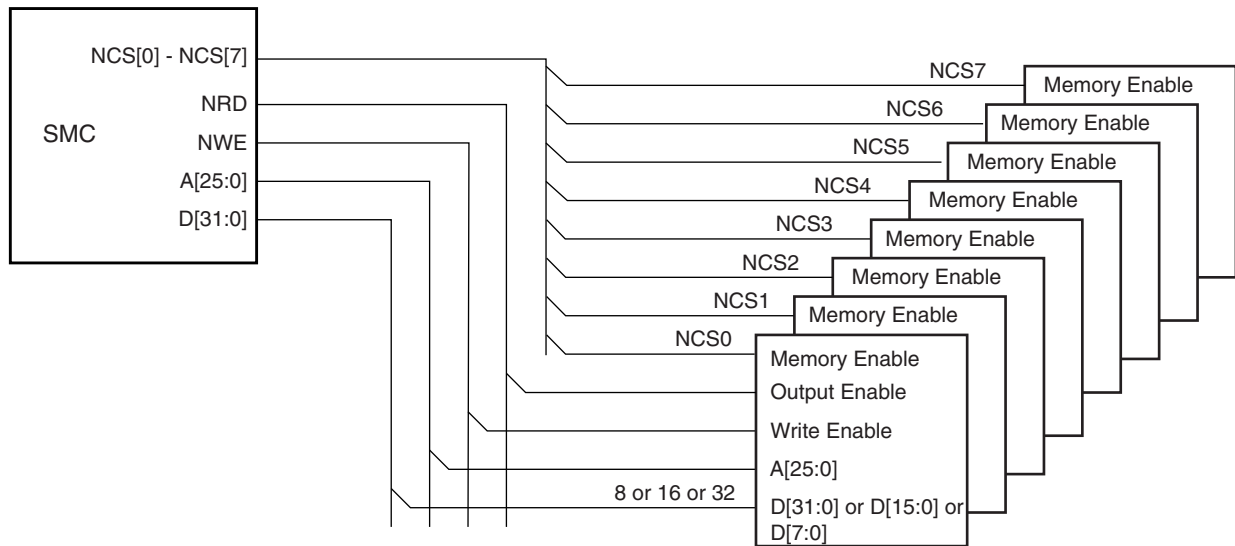 NCS[0] - NCS[7]
NRD
SMC
NWE
A[25:0]
D[31:0]
NCS7
Memory Enable
NCS6
Memory Enable
NCS5
Memory Enable
NCS4
Memory Enable
NCS3
Memory Enable
NCS2
Memory Enable
NCS1
Memory Enable
NCS0
Memory Enable
Output Enable
Write Enable
A[25:0]
8 or 16 or 32
D[31:0] or D[15:0] or
D[7:0]